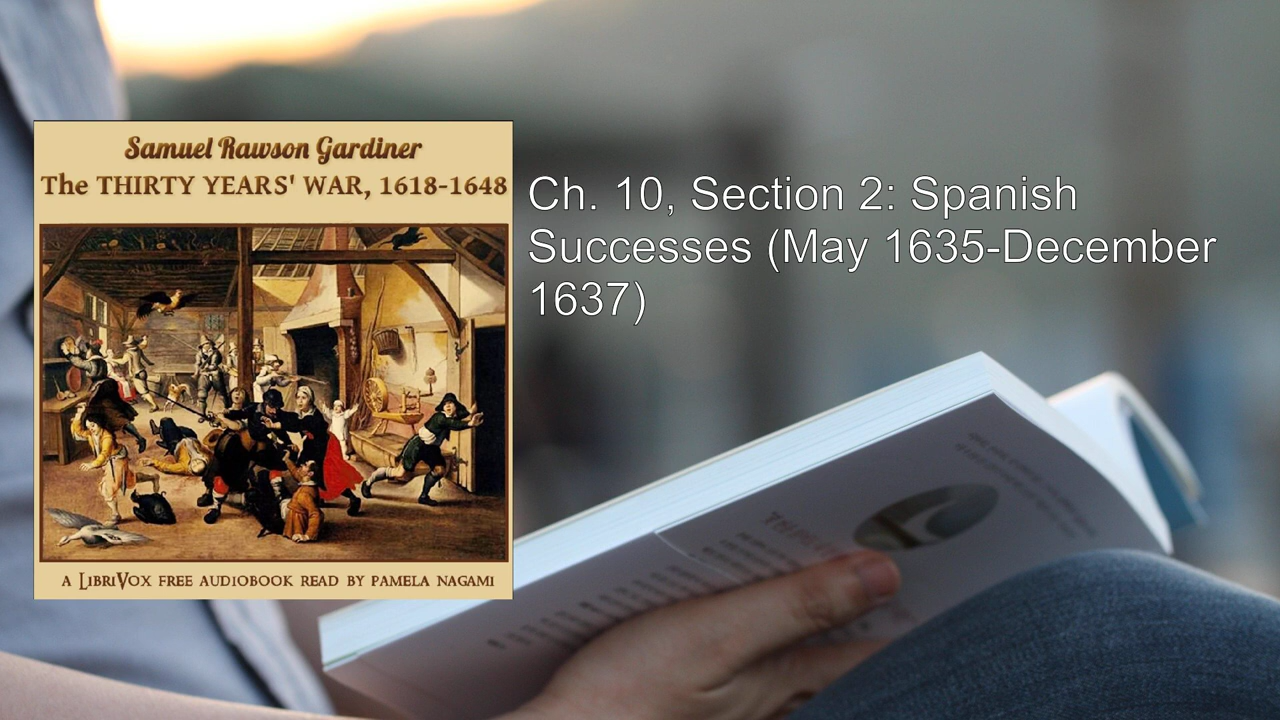 Samuel Rawson Gardiner
The THIRTY YEARS' WAR, 1618-1648
A LIBRIVOX FREE AUDIOBOOK READ BY PAMELA NAGAMI
Ch. 10, Section 2: Spanish
Successes (May 1635-December
1637)